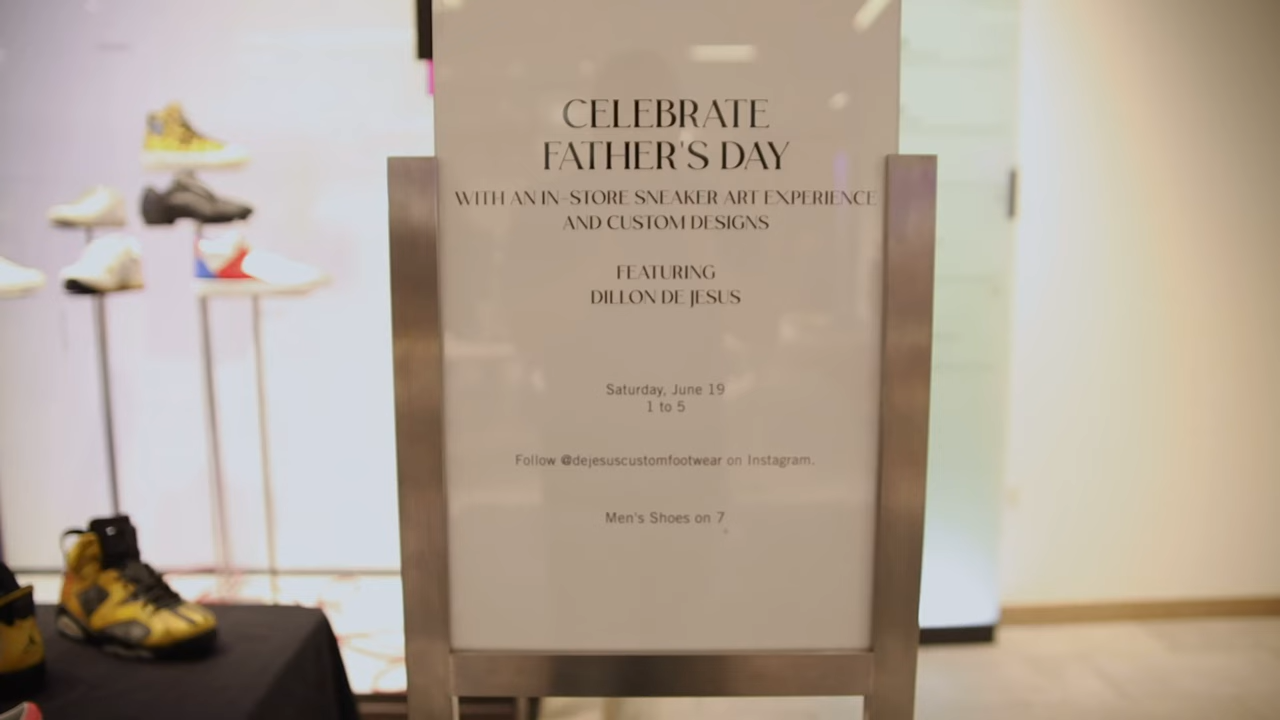 CELEBRATE
FATHER'S DAY
WITH AN IN-STORE SNEAKER ART EXPERIENCE
AND CUSTOM DESIGNS
FEATURING
DILLON DE JESUS
Saturday, June 19
1 to 5
Follow @dejesuscustomfootwear on Instagram.
Men's Shoes on 7